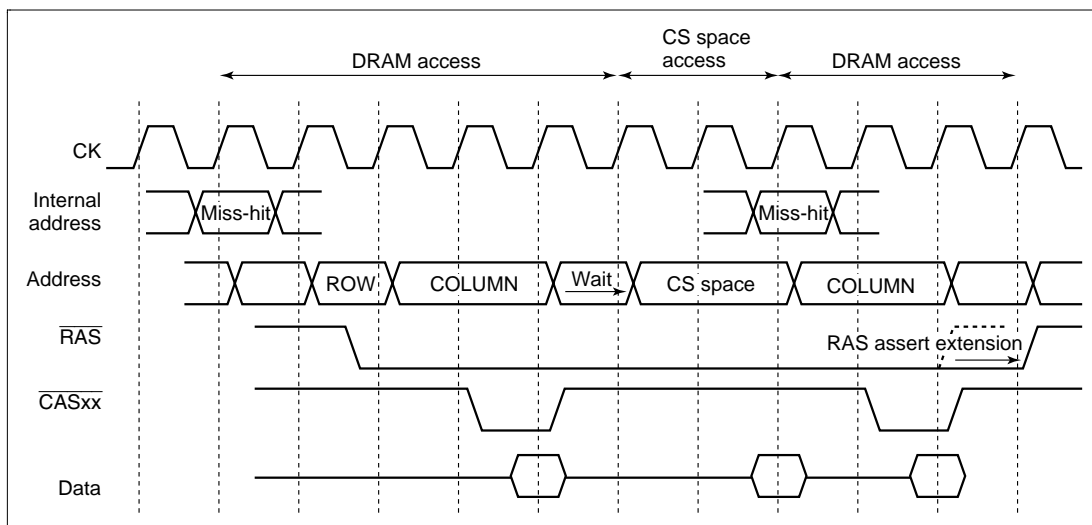 CS space
access
DRAM access
DRAM access
CK
Internal
address
Miss-hit
Miss-hit
Address
ROW
COLUMN
Wait
CS space
COLUMN
RAS
RAS assert extension
CASxx
Data